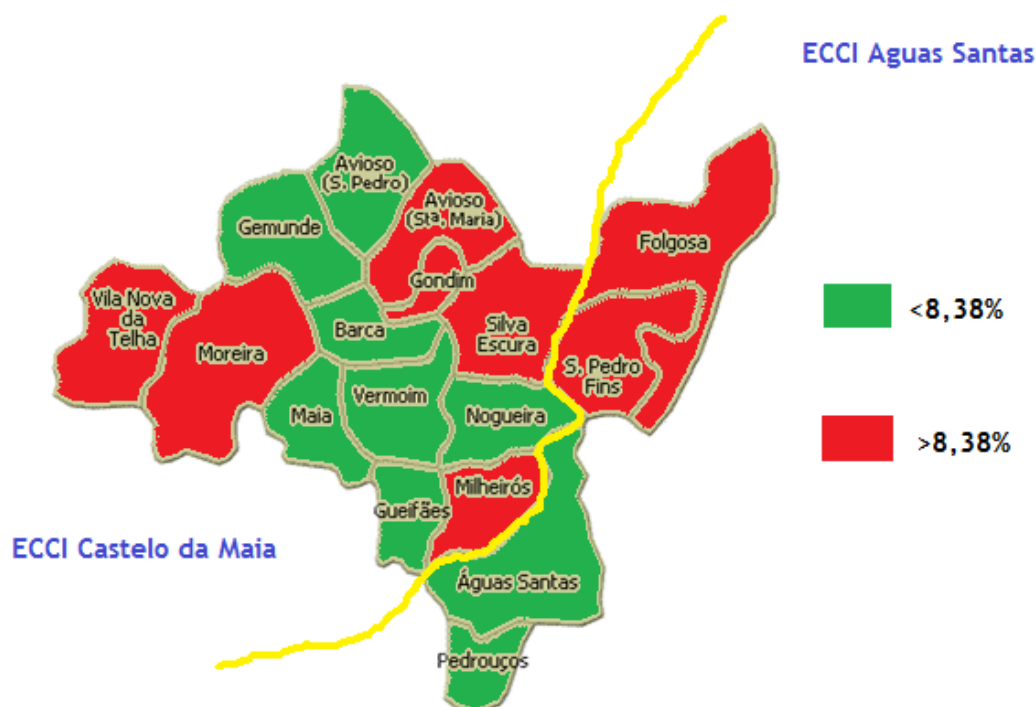 ECCI Aguas Santas
Avioso
(S. Pedro)
Avioso
(Stª. Maria)
Gemunde
Folgosa
Gondim
Vila Nova
da
Telha
Barca
Silva
Escura
<8,38%
Moreira
S. Pedro
Fins
Vermoim
Maia
Nogueira
>8,38%
Milheirós
Gueifães
ECCI Castelo da Maia
Águas Santas
Pedrouços